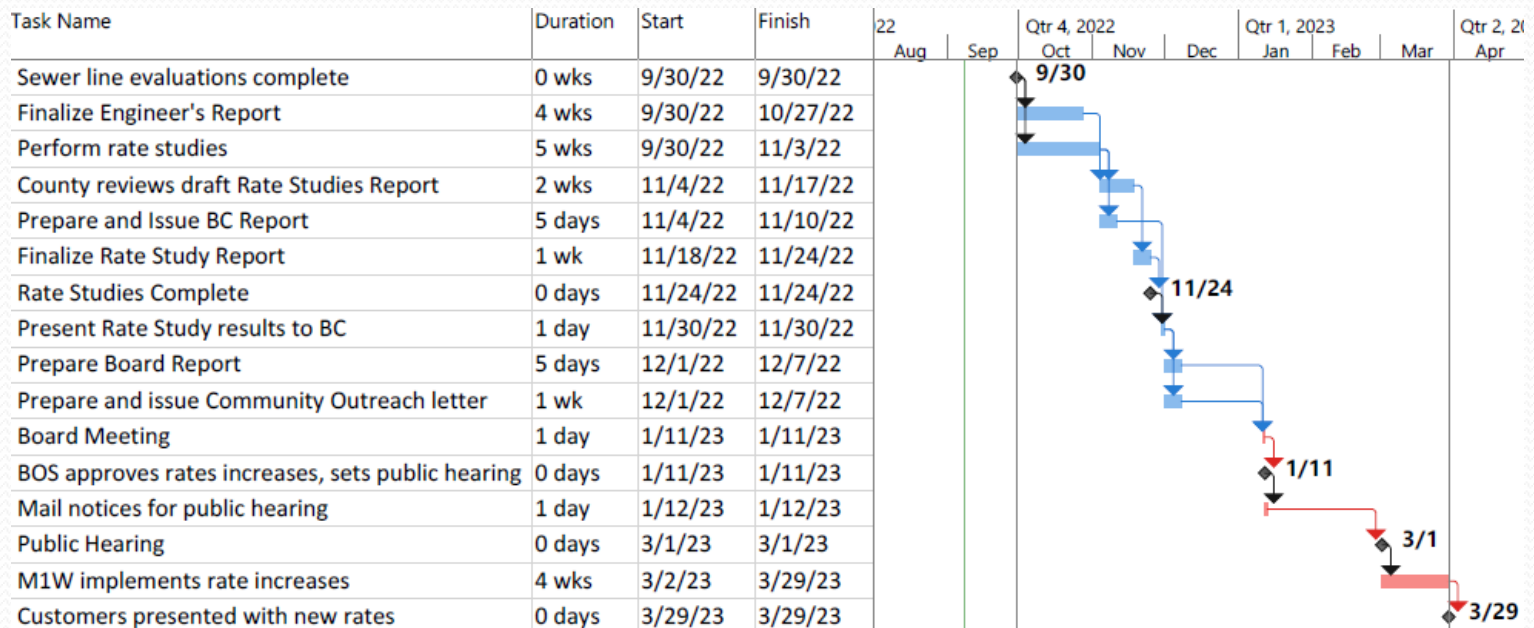 Task Name Duration Start Finish 22 Qtr 4, 2022 Qtr 1, 2023 Qtr 2, 20
Aug Sep Oct Nov Dec Jan Feb Mar Apr
Sewer line evaluations complete 0 wks 9/30/22 9/30/22 9/30
Finalize Engineer's Report 4 wks 9/30/22 10/27/22
Perform rate studies 5 wks 9/30/22 11/3/22
County reviews draft Rate Studies Report 2 wks 11/4/22 11/17/22
Prepare and Issue BC Report 5 days 11/4/22 11/10/22
Finalize Rate Study Report 1 wk 11/18/22 11/24/22
Rate Studies Complete 0 days 11/24/22 11/24/22 11/24
Present Rate Study results to BC 1 day 11/30/22 11/30/22
Prepare Board Report 5 days 12/1/22 12/7/22
Prepare and issue Community Outreach letter 1 wk 12/1/22 12/7/22
Board Meeting 1 day 1/11/23 1/11/23
BOS approves rates increases, sets public hearing 0 days 1/11/23 1/11/23 1/11
Mail notices for public hearing 1 day 1/12/23 1/12/23
Public Hearing 0 days 3/1/23 3/1/23 3/1
M1W implements rate increases 4 wks 3/2/23 3/29/23
Customers presented with new rates 0 days 3/29/23 3/29/23 3/29